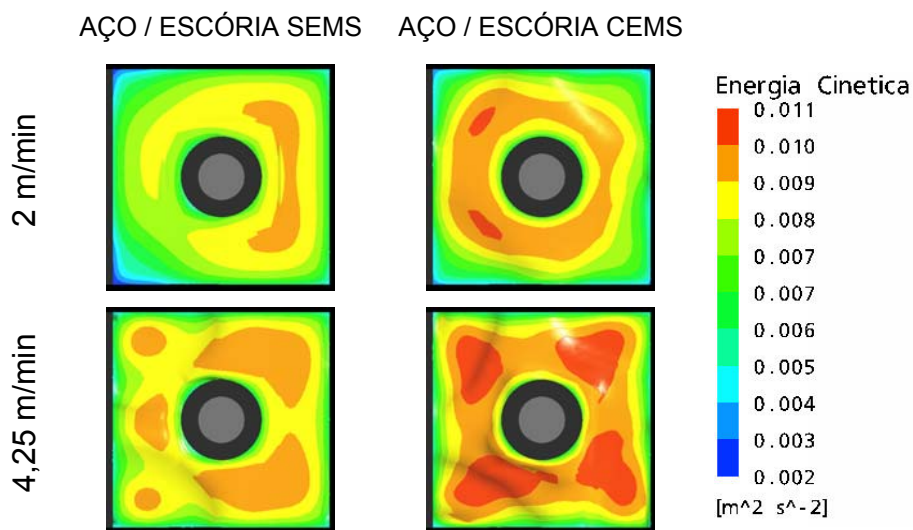 AÇO / ESCÓRIA SEMS
AÇO / ESCÓRIA CEMS
2 m/min
4,25 m/min
Energia Cinetica
0.011
0.010
0.009
0.008
0.007
0.007
0.006
0.005
0.004
0.003
0.002
[m^2 s^-2]